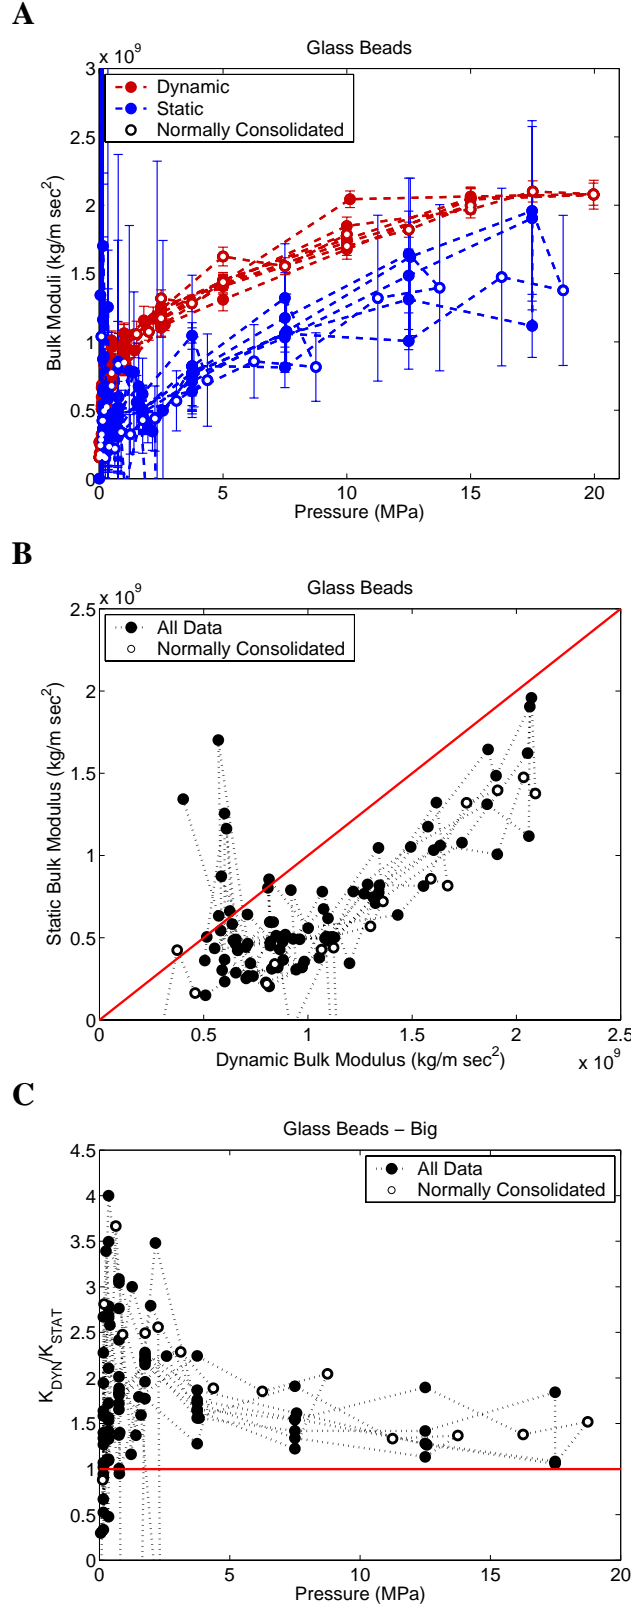 A
Glass Beads
x 10^9
Dynamic
Static
Normally Consolidated
3
2.5
2
1.5
1
0.5
0
Bulk Moduli (kg/m sec^2)
0 5 10 15 20
Pressure (MPa)
B
Glass Beads
x 10^9
All Data
Normally Consolidated
2.5
2
1.5
1
0.5
0
Static Bulk Modulus (kg/m sec^2)
0 0.5 1 1.5 2 2.5
Dynamic Bulk Modulus (kg/m sec^2)
x 10^9
C
Glass Beads − Big
All Data
Normally Consolidated
4.5
4
3.5
3
2.5
2
1.5
1
0.5
0
K_DYN/K_STAT
0 5 10 15 20
Pressure (MPa)